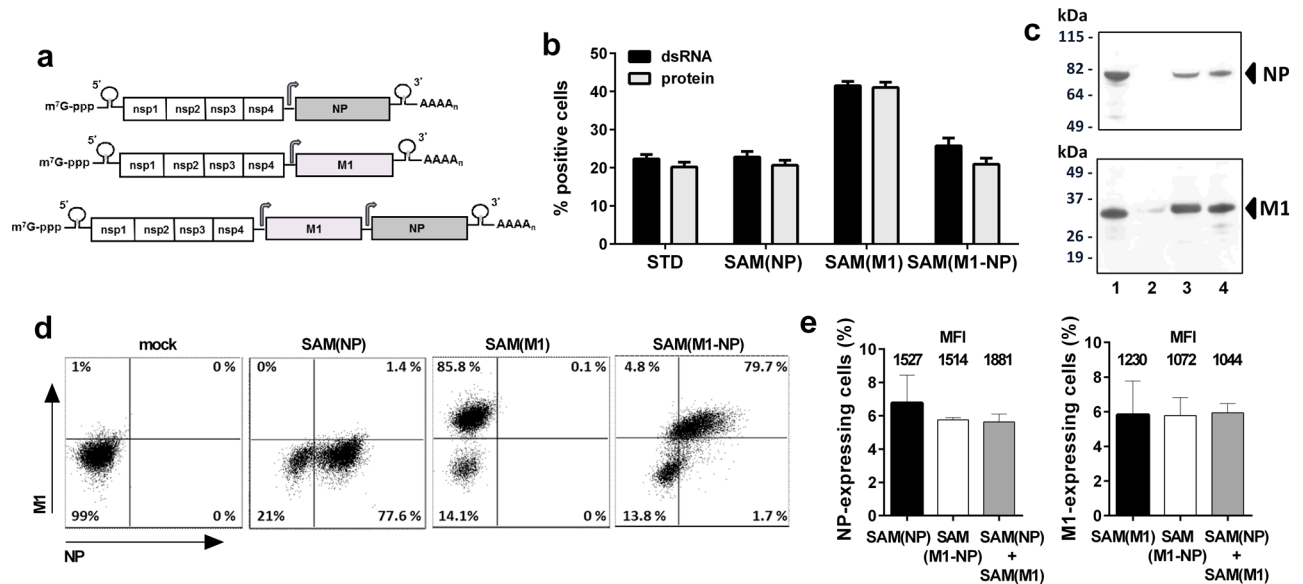 a
5' 3'
m7G-ppp nsp1 nsp2 nsp3 nsp4 NP AAAAn
5' 3'
m7G-ppp nsp1 nsp2 nsp3 nsp4 M1 AAAAn
5' 3'
m7G-ppp nsp1 nsp2 nsp3 nsp4 M1 NP AAAAn
b
dsRNA
protein
% positive cells
50
40
30
20
10
0
STD SAM(NP) SAM(M1) SAM(M1-NP)
c
kDa
115 -
82 -
64 -
49 -
NP
kDa
49 -
37 -
26 -
19 -
M1
1 2 3 4
d
mock SAM(NP) SAM(M1) SAM(M1-NP)
1% 0 % 0% 1.4 % 85.8 % 0.1 % 4.8 % 79.7 %
99% 0 % 21% 77.6 % 14.1% 0% 13.8 % 1.7 %
M1
NP
e
NP-expressing cells (%)
MFI
1527 1514 1881
10
8
6
4
2
0
SAM(NP) SAM (M1-NP) SAM(NP) + SAM(M1)
M1-expressing cells (%)
MFI
1230 1072 1044
10
8
6
4
2
0
SAM(M1) SAM (M1-NP) SAM(NP) + SAM(M1)